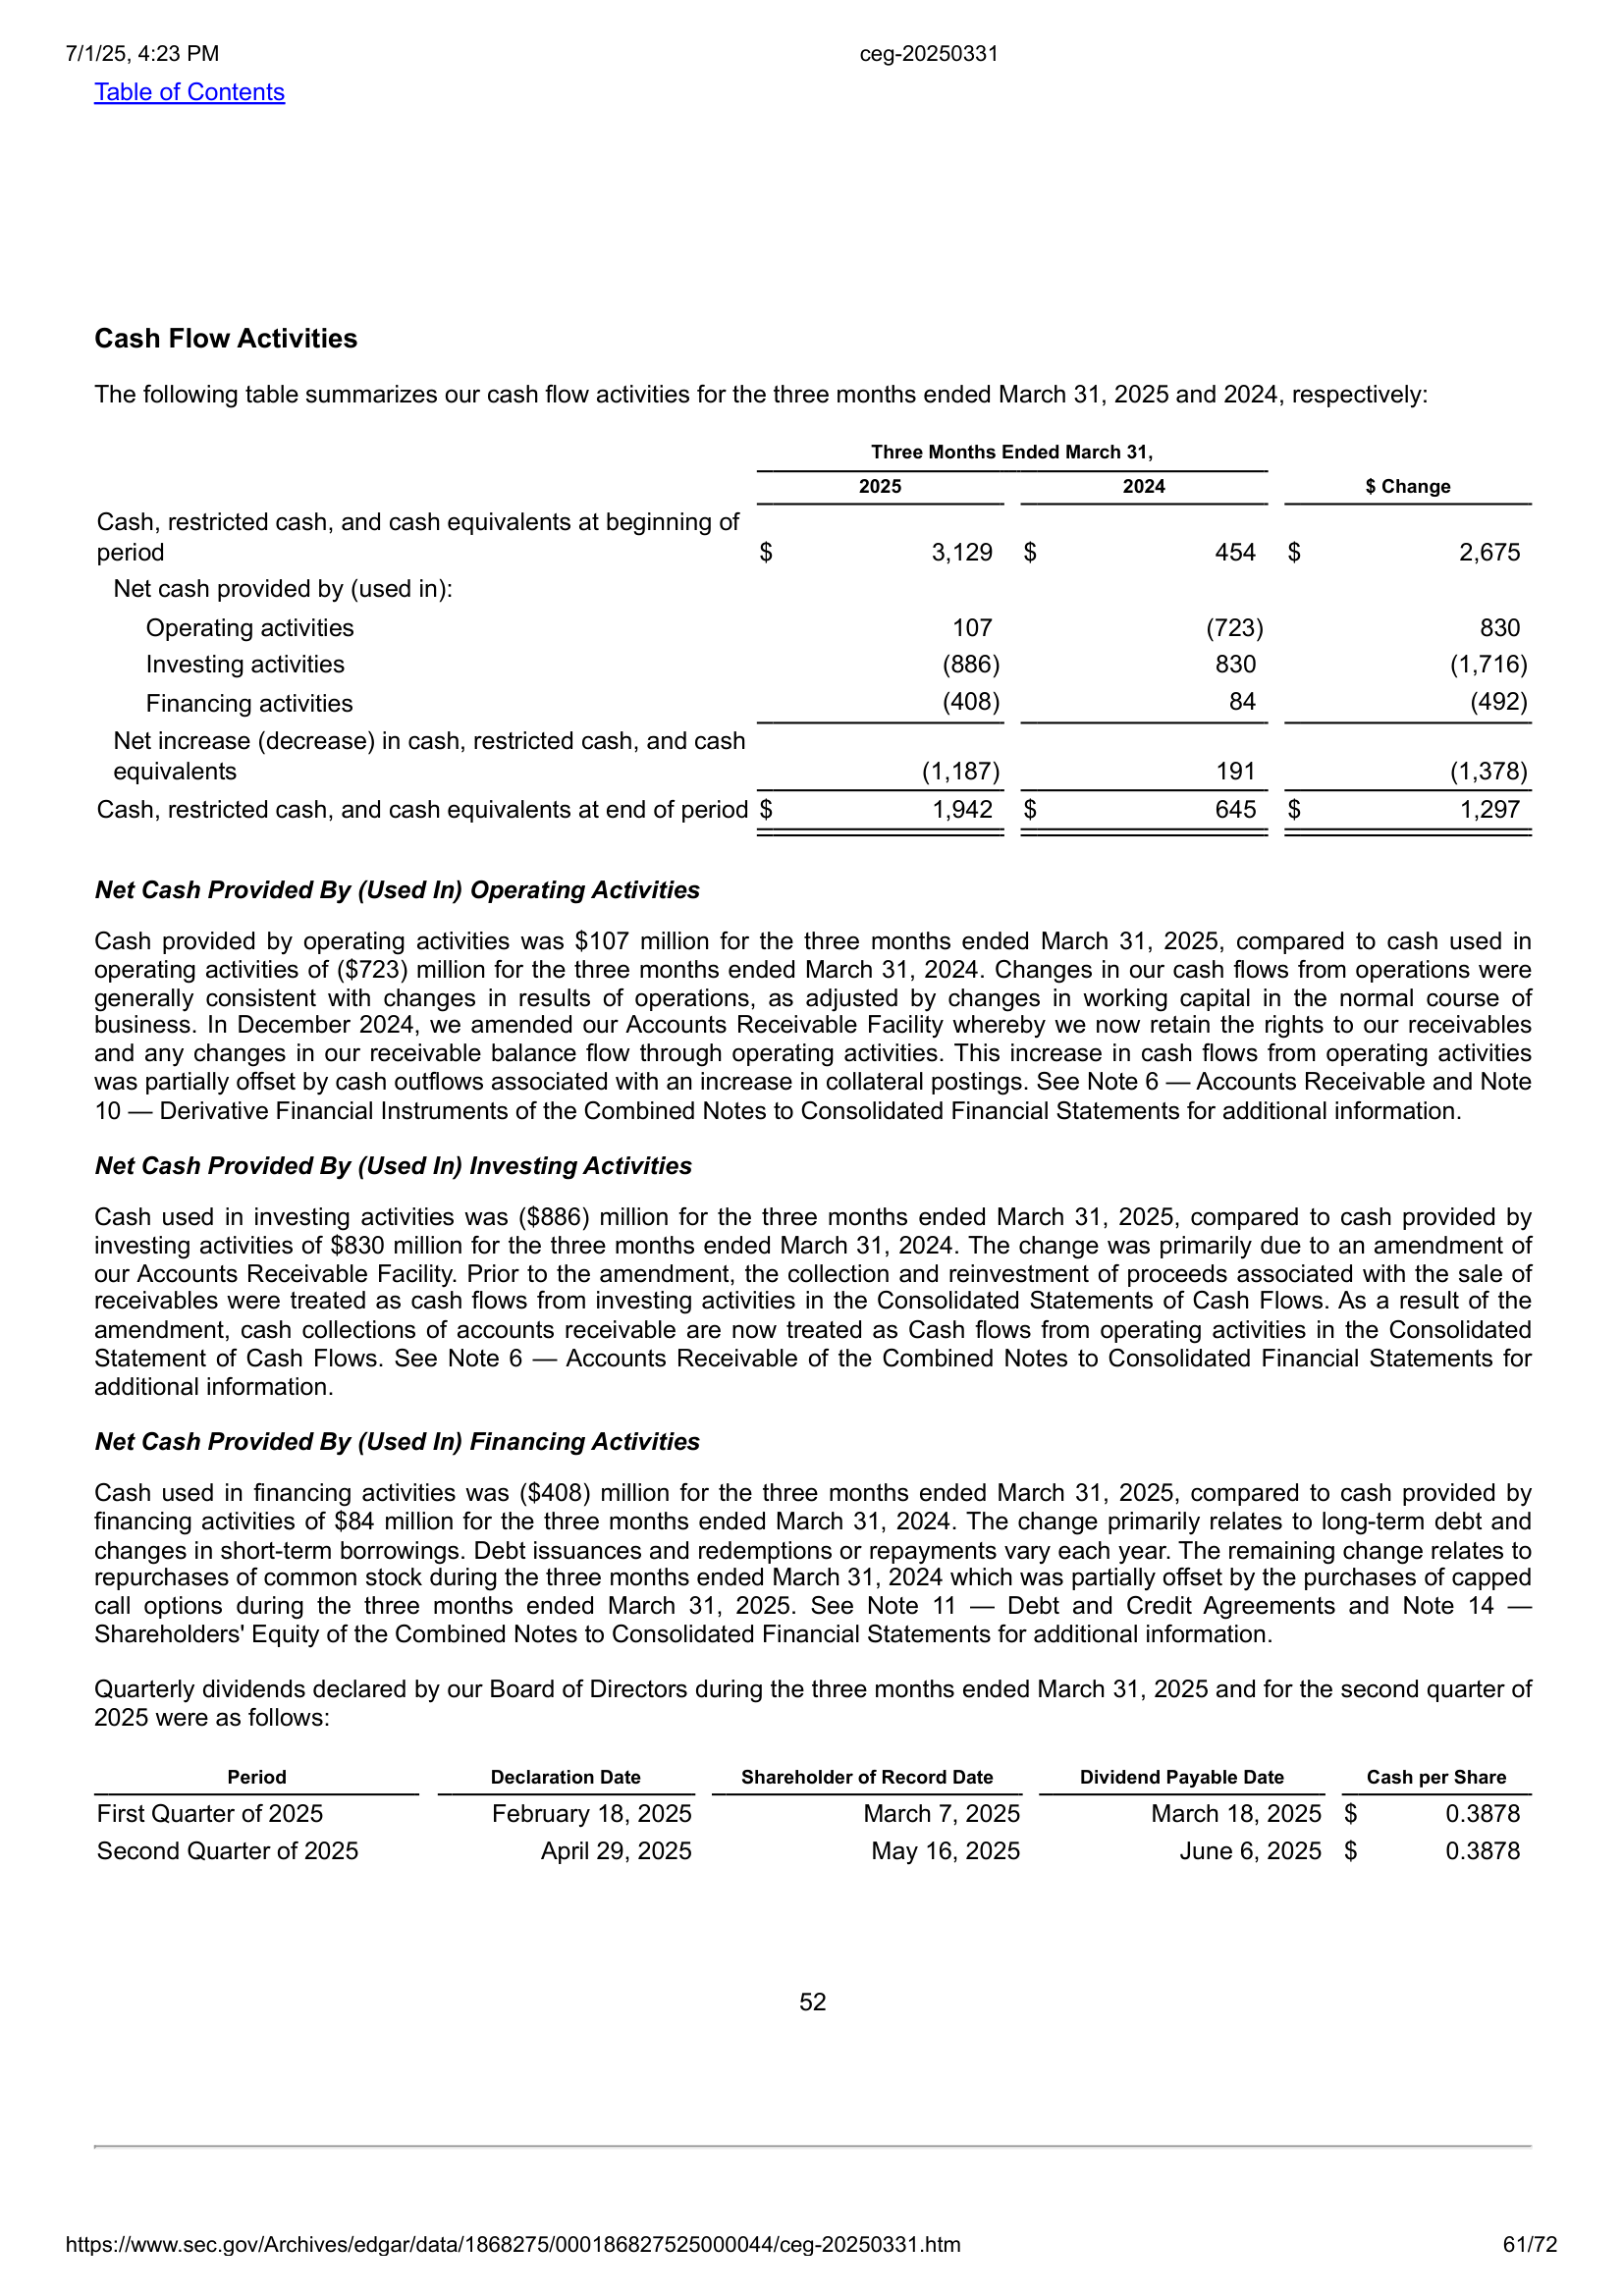 7/1/25, 4:23 PM ceg-20250331
Table of Contents
Cash Flow Activities
The following table summarizes our cash flow activities for the three months ended March 31, 2025 and 2024, respectively:
Three Months Ended March 31,
2025 2024 $ Change
Cash, restricted cash, and cash equivalents at beginning of
period $ 3,129 $ 454 $ 2,675
Net cash provided by (used in):
Operating activities 107 (723) 830
Investing activities (886) 830 (1,716)
Financing activities (408) 84 (492)
Net increase (decrease) in cash, restricted cash, and cash
equivalents (1,187) 191 (1,378)
Cash, restricted cash, and cash equivalents at end of period $ 1,942 $ 645 $ 1,297
Net Cash Provided By (Used In) Operating Activities
Cash provided by operating activities was $107 million for the three months ended March 31, 2025, compared to cash used in
operating activities of ($723) million for the three months ended March 31, 2024. Changes in our cash flows from operations were
generally consistent with changes in results of operations, as adjusted by changes in working capital in the normal course of
business. In December 2024, we amended our Accounts Receivable Facility whereby we now retain the rights to our receivables
and any changes in our receivable balance flow through operating activities. This increase in cash flows from operating activities
was partially offset by cash outflows associated with an increase in collateral postings. See Note 6 — Accounts Receivable and Note
10 — Derivative Financial Instruments of the Combined Notes to Consolidated Financial Statements for additional information.
Net Cash Provided By (Used In) Investing Activities
Cash used in investing activities was ($886) million for the three months ended March 31, 2025, compared to cash provided by
investing activities of $830 million for the three months ended March 31, 2024. The change was primarily due to an amendment of
our Accounts Receivable Facility. Prior to the amendment, the collection and reinvestment of proceeds associated with the sale of
receivables were treated as cash flows from investing activities in the Consolidated Statements of Cash Flows. As a result of the
amendment, cash collections of accounts receivable are now treated as Cash flows from operating activities in the Consolidated
Statement of Cash Flows. See Note 6 — Accounts Receivable of the Combined Notes to Consolidated Financial Statements for
additional information.
Net Cash Provided By (Used In) Financing Activities
Cash used in financing activities was ($408) million for the three months ended March 31, 2025, compared to cash provided by
financing activities of $84 million for the three months ended March 31, 2024. The change primarily relates to long-term debt and
changes in short-term borrowings. Debt issuances and redemptions or repayments vary each year. The remaining change relates to
repurchases of common stock during the three months ended March 31, 2024 which was partially offset by the purchases of capped
call options during the three months ended March 31, 2025. See Note 11 — Debt and Credit Agreements and Note 14 —
Shareholders' Equity of the Combined Notes to Consolidated Financial Statements for additional information.
Quarterly dividends declared by our Board of Directors during the three months ended March 31, 2025 and for the second quarter of
2025 were as follows:
Period Declaration Date Shareholder of Record Date Dividend Payable Date Cash per Share
First Quarter of 2025 February 18, 2025 March 7, 2025 March 18, 2025 $ 0.3878
Second Quarter of 2025 April 29, 2025 May 16, 2025 June 6, 2025 $ 0.3878
52
https://www.sec.gov/Archives/edgar/data/1868275/000186827525000044/ceg-20250331.htm 61/72